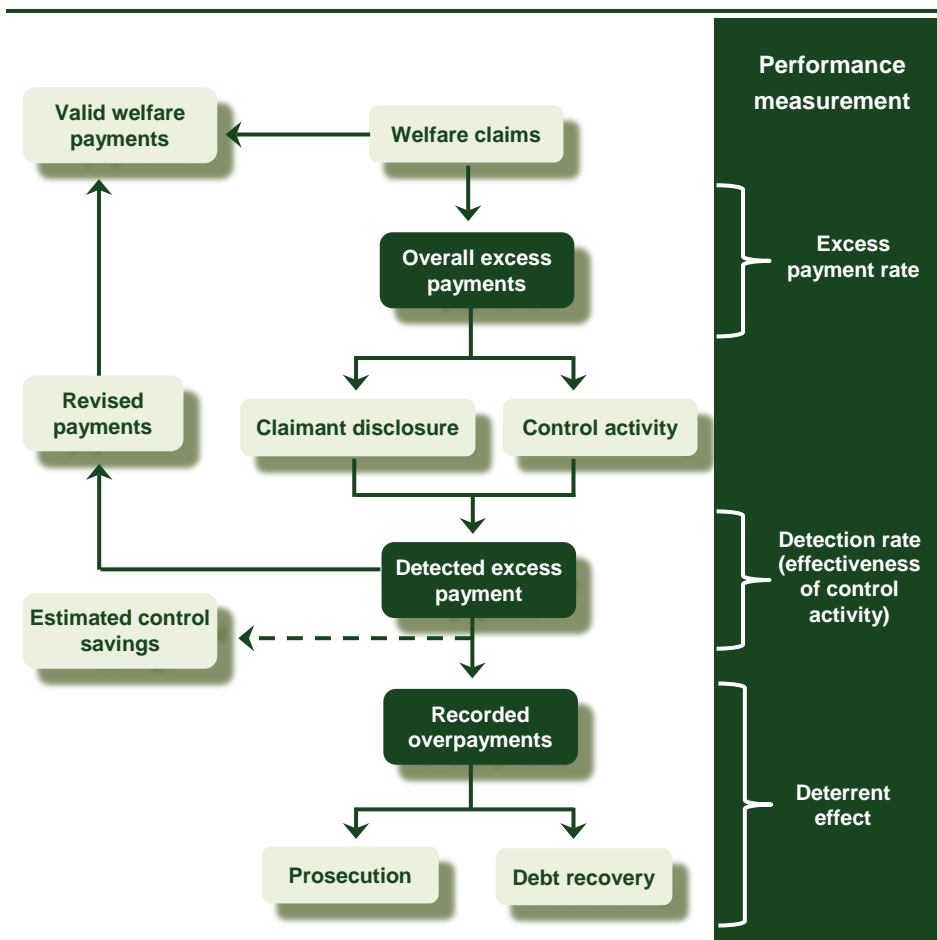 Performance
measurement
Valid welfare
payments
Welfare claims
Overall excess
payments
Excess
payment rate
Revised
payments
Claimant disclosure
Control activity
Detected excess
payment
Detection rate
(effectiveness
of control
activity)
Estimated control
savings
Recorded
overpayments
Deterrent
effect
Prosecution
Debt recovery